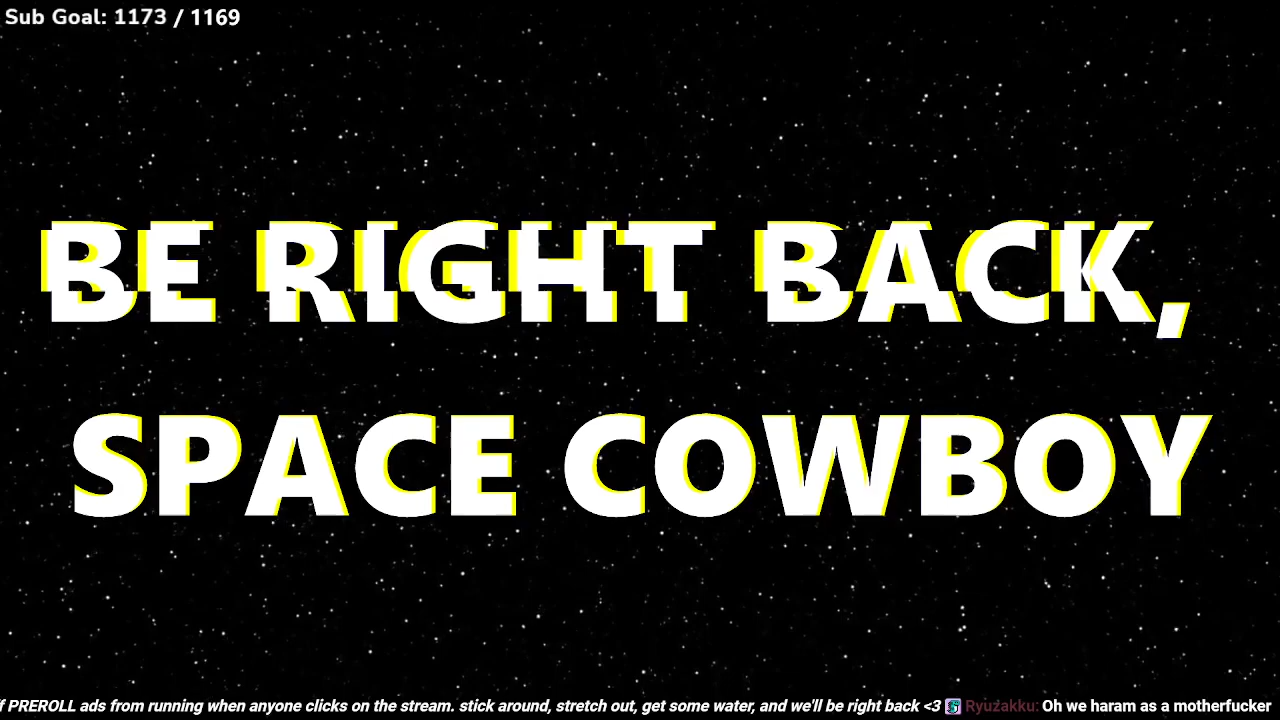 Sub Goal: 1173 / 1169
BE RIGHT BACK,
SPACE COWBOY
f PREROLL ads from running when anyone clicks on the stream. stick around, stretch out, get some water, and we'll be right back <3 Ryuzakku: Oh we haram as a motherfucker